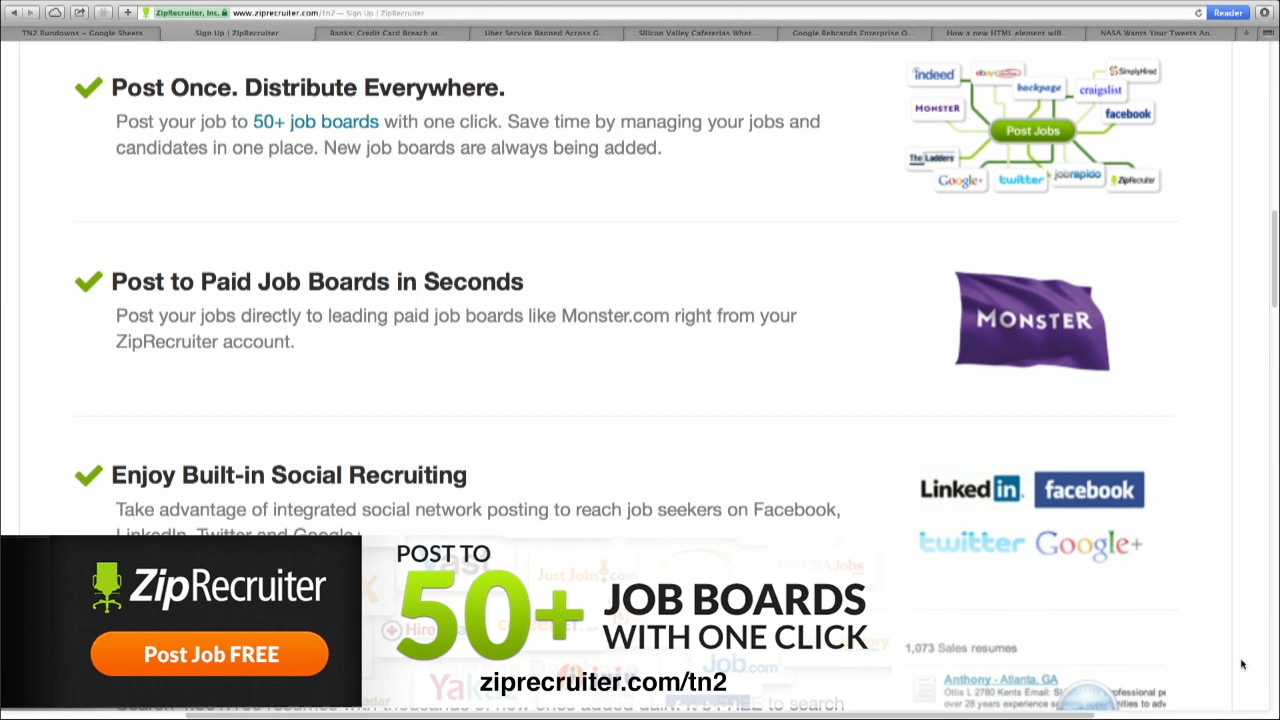 ZipRecruiter, Inc. www.ziprecruiter.com/tn2 — Sign Up | ZipRecruiter
Reader
TN2 Rundowns – Google Sheets
Sign Up | ZipRecruiter
Banks: Credit Card Breach at...
Uber Service Banned Across G...
Silicon Valley Cafeterias Whet...
Google Rebrands Enterprise O...
How a new HTML element will...
NASA Wants Your Tweets An...
Post Once. Distribute Everywhere.
Post your job to 50+ job boards with one click. Save time by managing your jobs and
candidates in one place. New job boards are always being added.
indeed
SimplyHired
backpage
craigslist
MONSTER
facebook
Post Jobs
The Ladders
Google+
twitter
jobrapido
ZipRecruiter
Post to Paid Job Boards in Seconds
Post your jobs directly to leading paid job boards like Monster.com right from your
ZipRecruiter account.
MONSTER
Enjoy Built-in Social Recruiting
Take advantage of integrated social network posting to reach job seekers on Facebook,
LinkedIn, Twitter and Google+
Linked in
facebook
twitter
Google+
ZipRecruiter
Post Job FREE
POST TO
50+
JOB BOARDS
WITH ONE CLICK
ziprecruiter.com/tn2
Job.com
1,073 Sales resumes
Anthony - Atlanta, GA
Ottis L 2780 Kents Email:
over 28 years experience